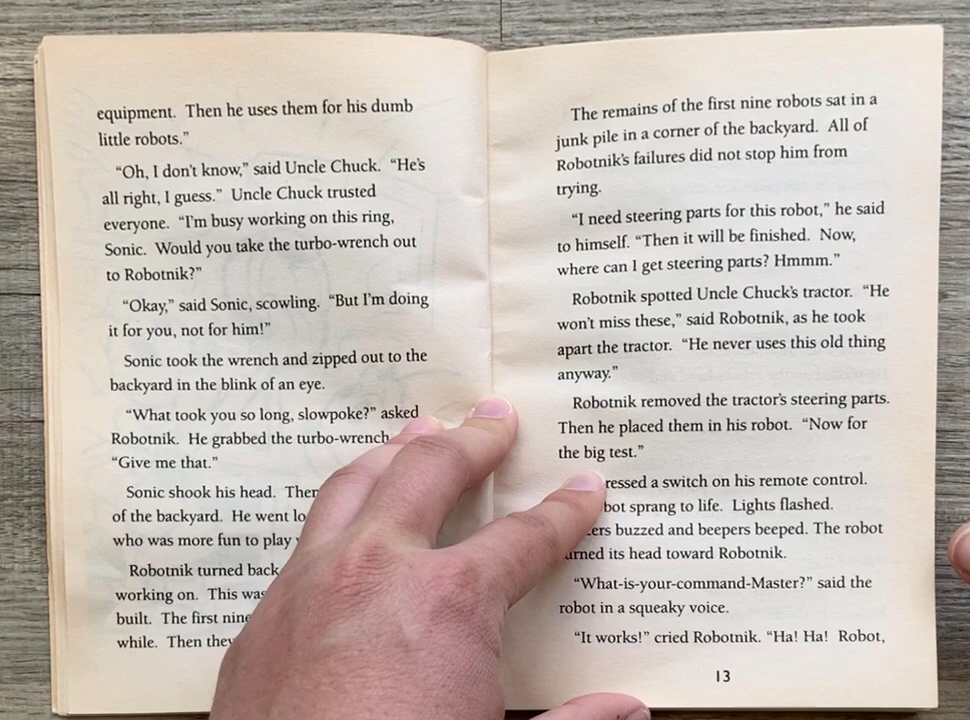 equipment. Then he uses them for his dumb
little robots.”
“Oh, I don’t know,” said Uncle Chuck. “He’s
all right, I guess.” Uncle Chuck trusted
everyone. “I’m busy working on this ring,
Sonic. Would you take the turbo-wrench out
to Robotnik?”
“Okay,” said Sonic, scowling. “But I’m doing
it for you, not for him!”
Sonic took the wrench and zipped out to the
backyard in the blink of an eye.
“What took you so long, slowpoke?” asked
Robotnik. He grabbed the turbo-wrench
“Give me that.”
Sonic shook his head.
of the backyard. He went
who was more fun to play
Robotnik turned back
working on. This was
built. The first nine
while. Then they
The remains of the first nine robots sat in a
junk pile in a corner of the backyard. All of
Robotnik’s failures did not stop him from
trying.
“I need steering parts for this robot,” he said
to himself. “Then it will be finished. Now,
where can I get steering parts? Hmmm.”
Robotnik spotted Uncle Chuck’s tractor. “He
won’t miss these,” said Robotnik, as he took
apart the tractor. “He never uses this old thing
anyway.”
Robotnik removed the tractor’s steering parts.
Then he placed them in his robot. “Now for
the big test.”
a switch on his remote control.
sprang to life. Lights flashed.
buzzed and beepers beeped. The robot
its head toward Robotnik.
“What-is-your-command-Master?” said the
robot in a squeaky voice.
“It works!” cried Robotnik. “Ha! Ha! Robot,
13